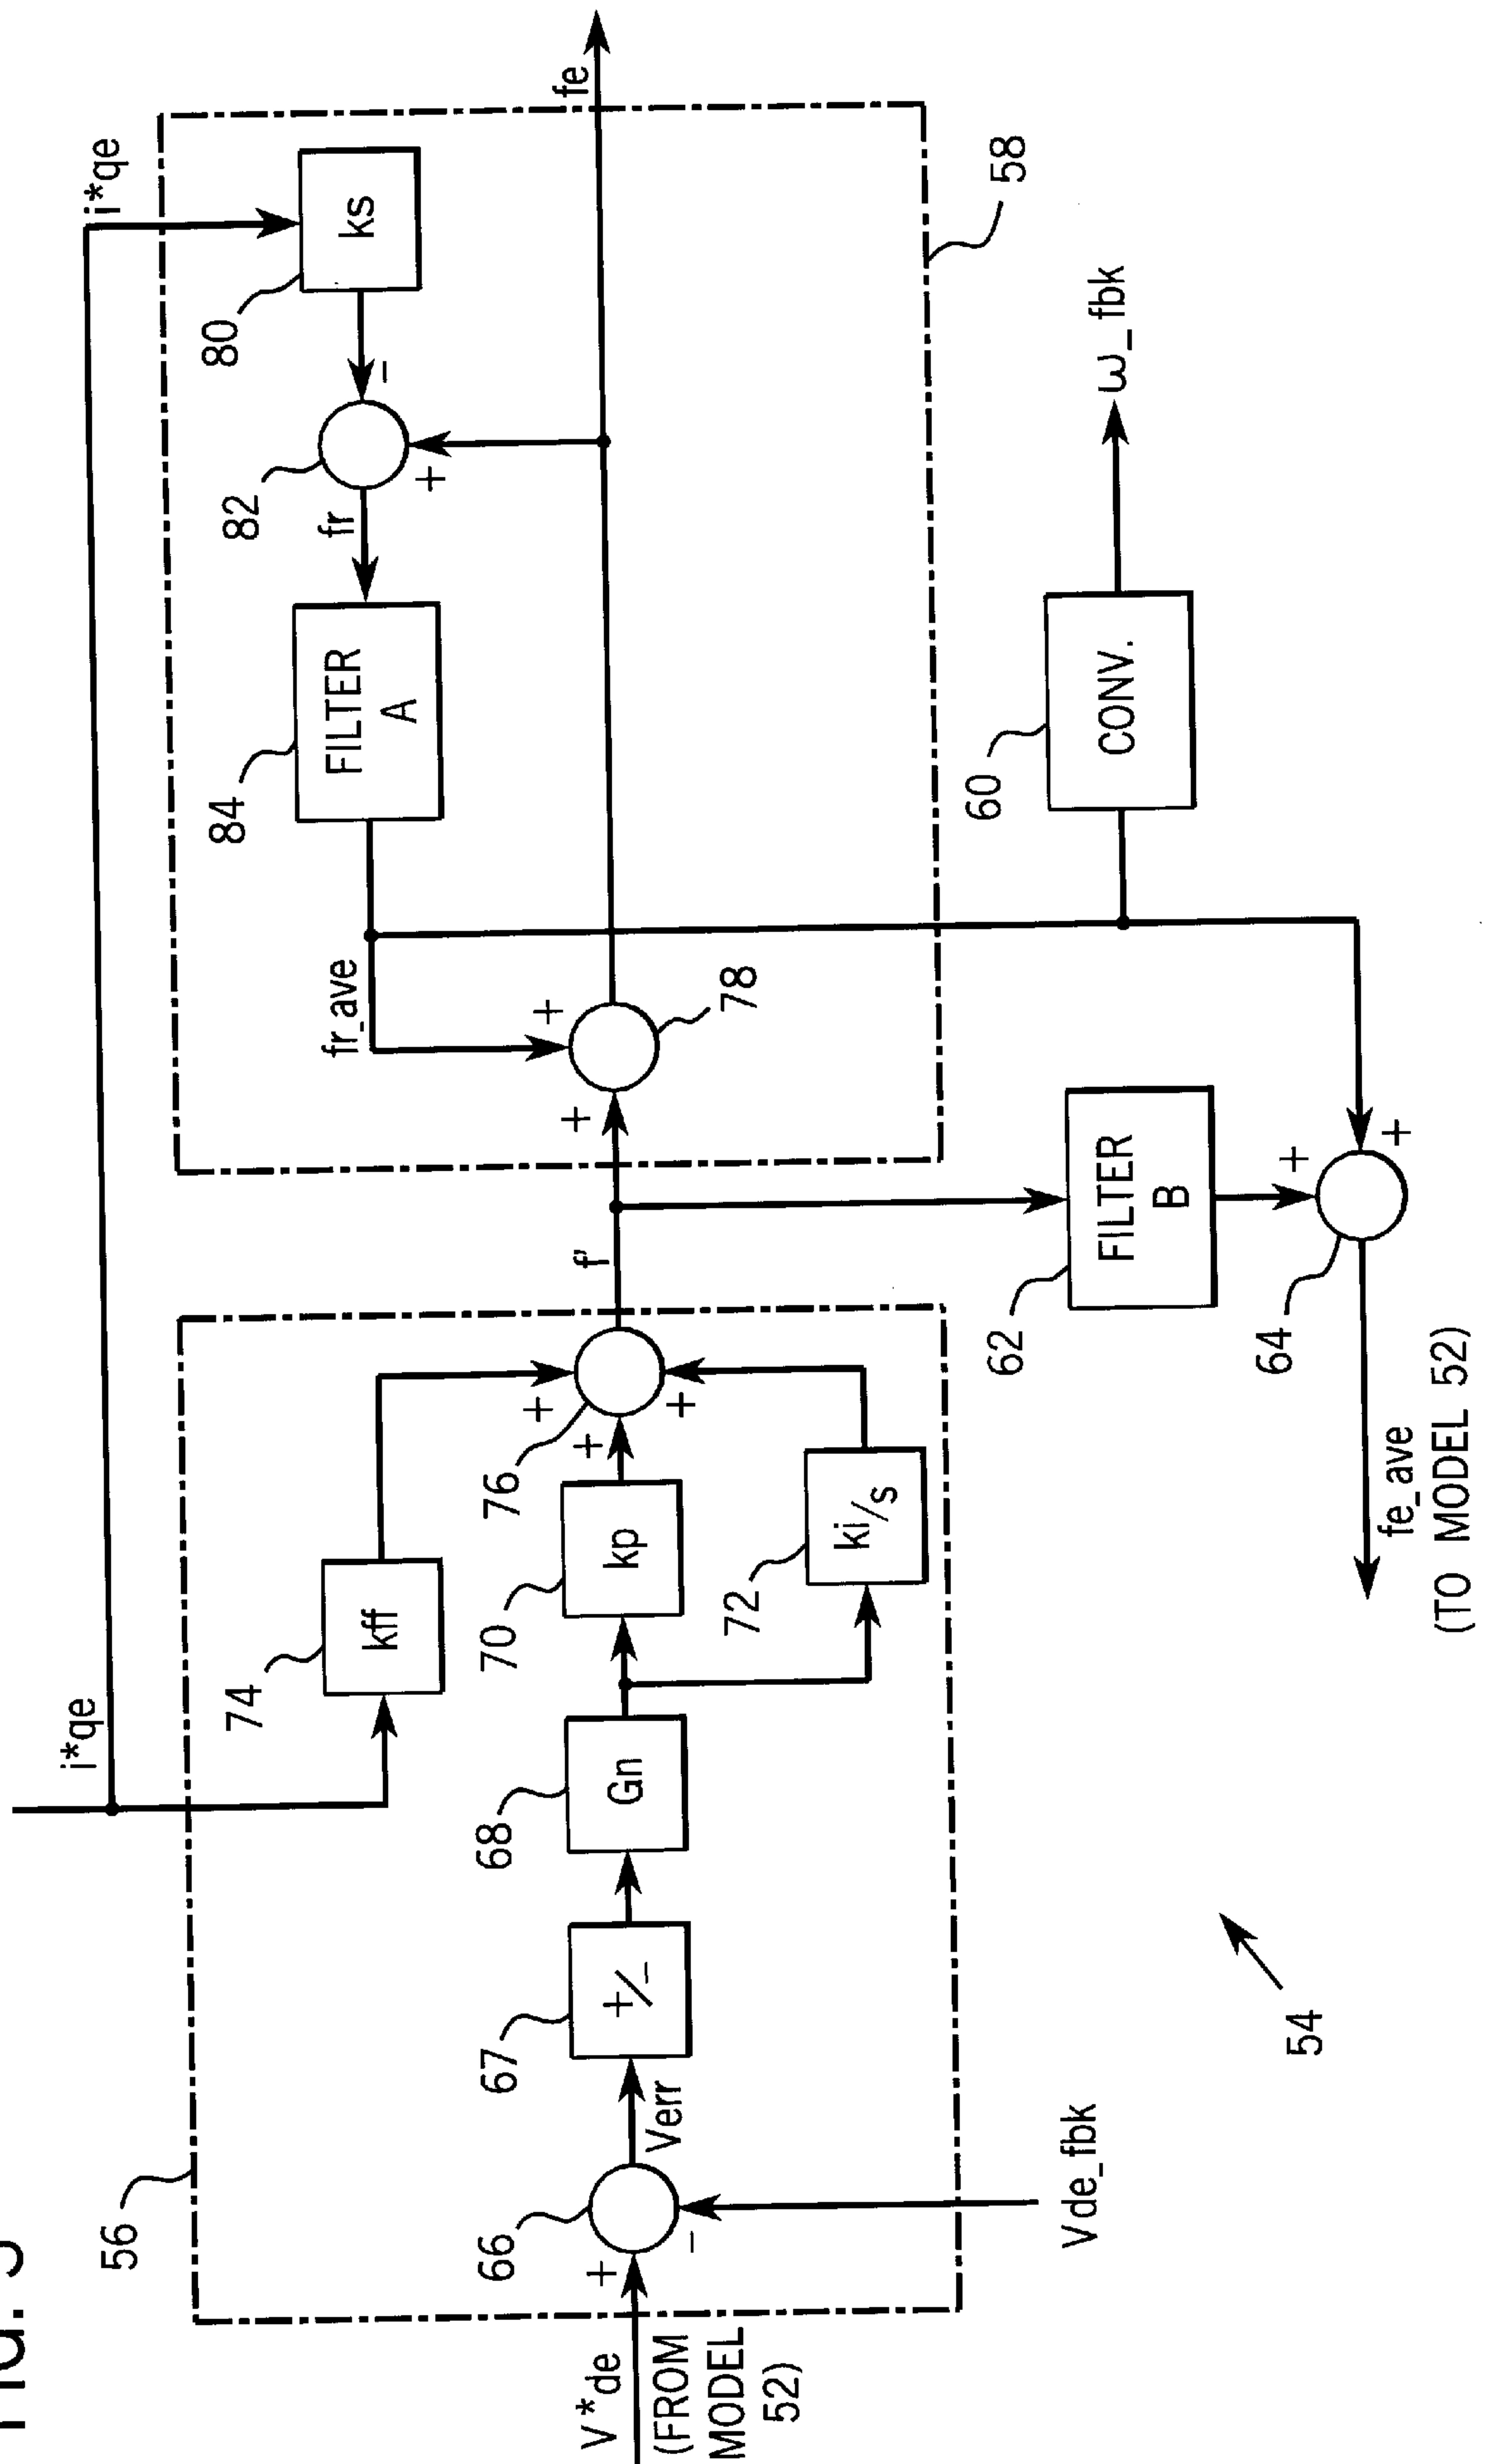 i*qe
i*qe
56
74
kff
fr_ave
84
FILTER
A
82
fr
-
+
80
ks
V*de
(FROM
MODEL
52)
+
-
66
Verr
67
+/-
68
Gn
70
kp
72
ki/s
76
+
+
+
f'
+
+
78
fe
58
Vde_fbk
62
FILTER
B
60
CONV.
ω_fbk
54
64
+
+
fe_ave
(TO MODEL 52)